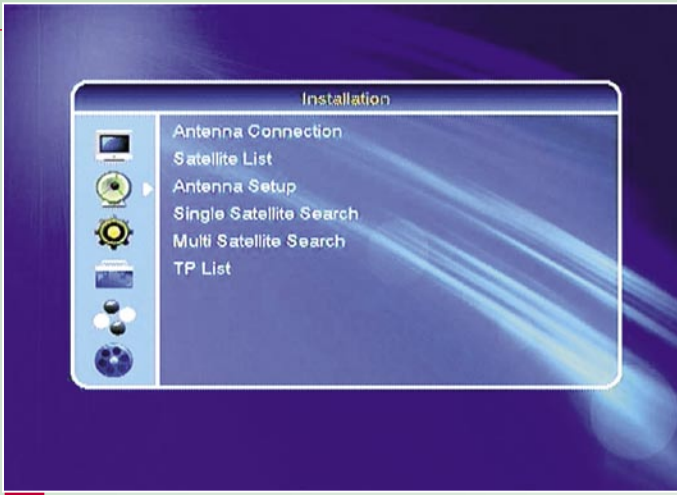 Installation
Antenna Connection
Satellite List
Antenna Setup
Single Satellite Search
Multi Satellite Search
TP List